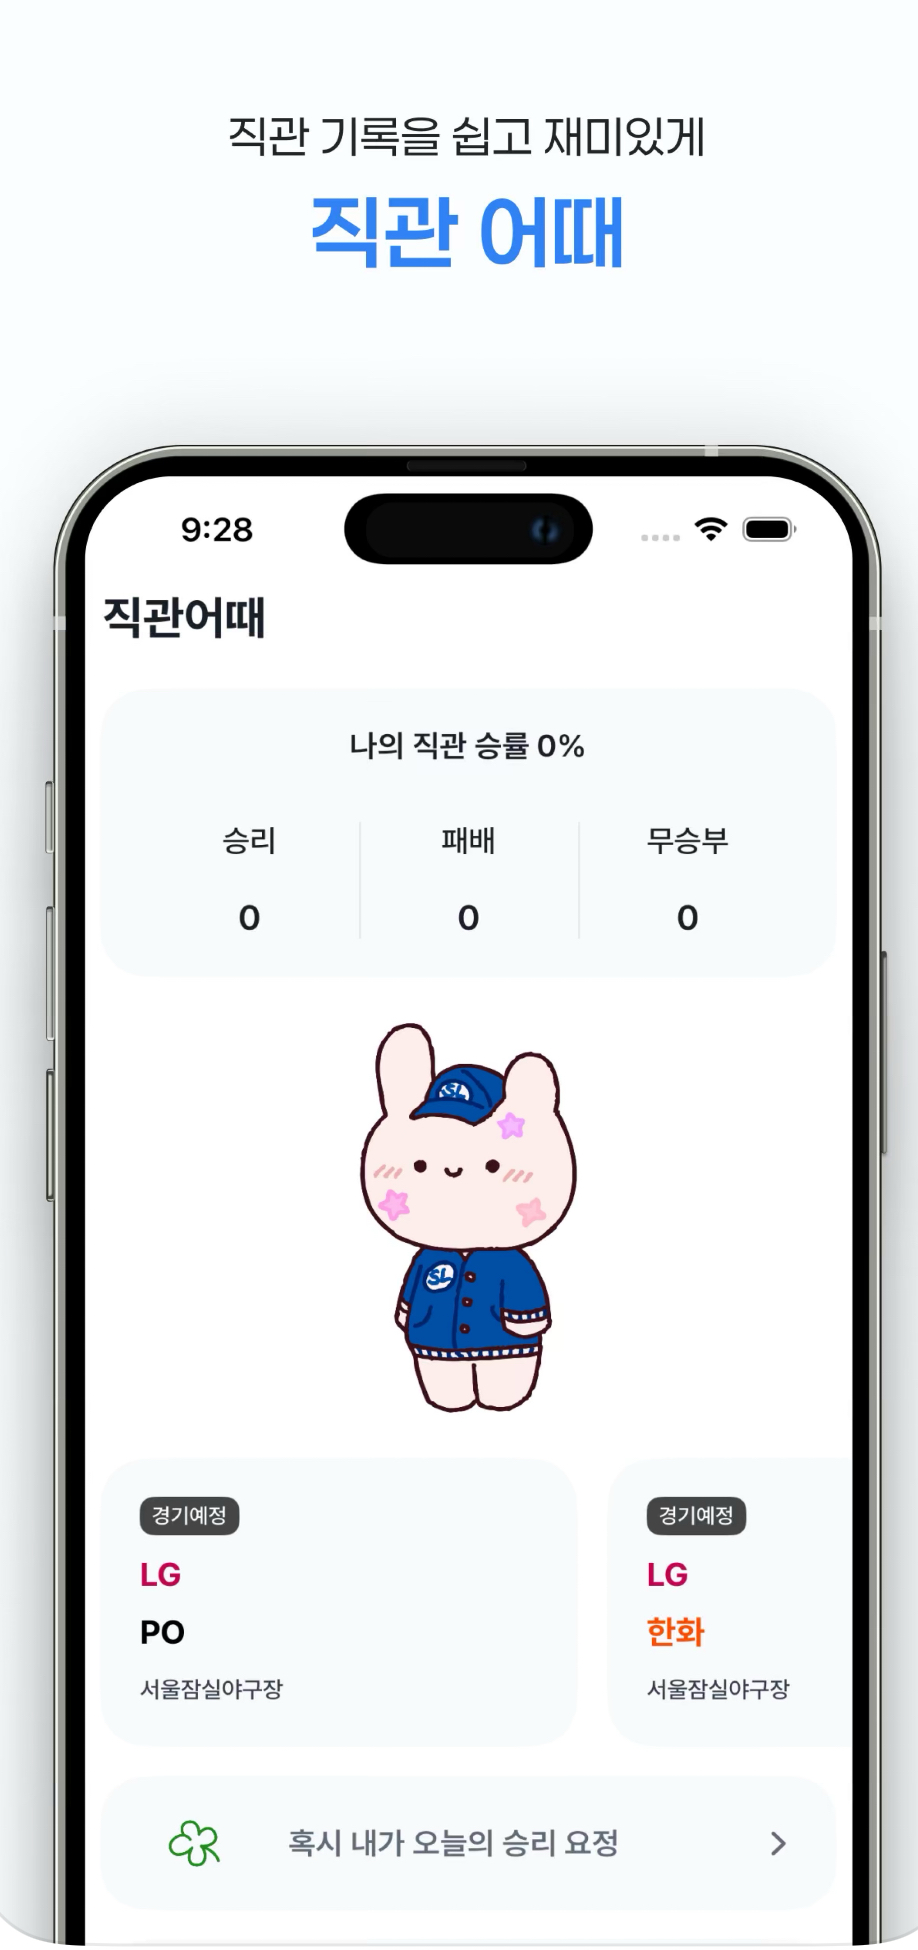 직관 기록을 쉽고 재미있게
직관 어때
9:28
직관어때
나의 직관 승률 0%
승리 패배 무승부
0 0 0
SL
SL
경기예정 경기예정
LG LG
PO 한화
서울잠실야구장 서울잠실야구장
혹시 내가 오늘의 승리 요정